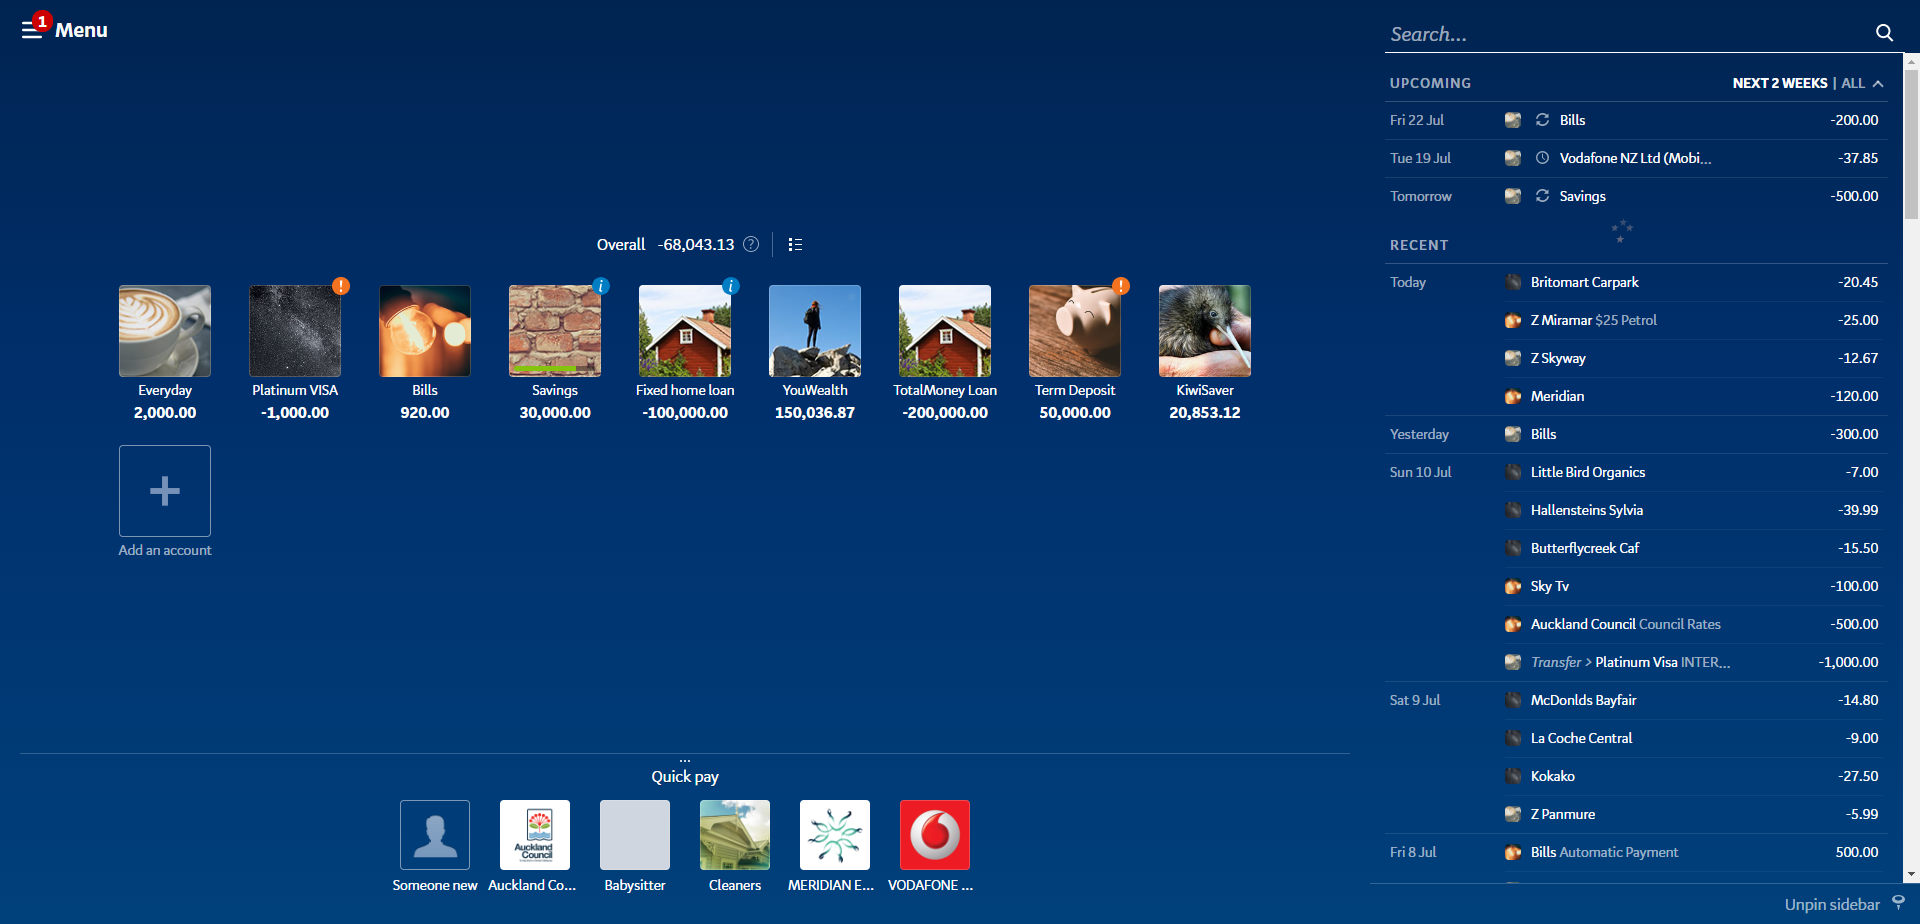 1
Menu
Search...
UPCOMING NEXT 2 WEEKS | ALL
Fri 22 Jul Bills -200.00
Tue 19 Jul Vodafone NZ Ltd (Mobi... -37.85
Tomorrow Savings -500.00
RECENT
Today Britomart Carpark -20.45
Z Miramar $25 Petrol -25.00
Z Skyway -12.67
Meridian -120.00
Yesterday Bills -300.00
Sun 10 Jul Little Bird Organics -7.00
Hallensteins Sylvia -39.99
Butterflycreek Caf -15.50
Sky Tv -100.00
Auckland Council Council Rates -500.00
Transfer > Platinum Visa INTER... -1,000.00
Sat 9 Jul McDonlds Bayfair -14.80
La Coche Central -9.00
Kokako -27.50
Z Panmure -5.99
Fri 8 Jul Bills Automatic Payment 500.00
Unpin sidebar
Overall -68,043.13 ?
! i i !
Everyday Platinum VISA Bills Savings Fixed home loan YouWealth TotalMoney Loan Term Deposit KiwiSaver
2,000.00 -1,000.00 920.00 30,000.00 -100,000.00 150,036.87 -200,000.00 50,000.00 20,853.12
Add an account
...
Quick pay
Auckland
Council
Someone new Auckland Co... Babysitter Cleaners MERIDIAN E... VODAFONE ...